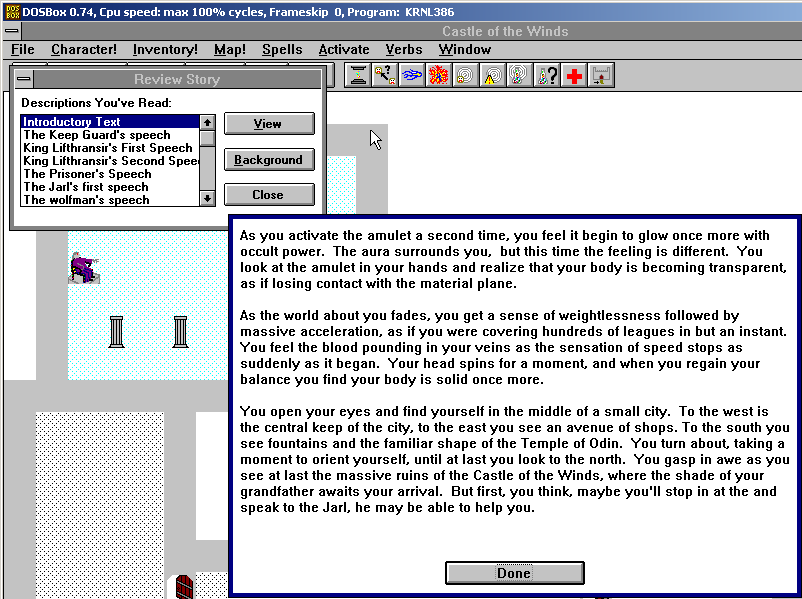 DOSBox 0.74, Cpu speed: max 100% cycles, Frameskip 0, Program: KRNL386
Castle of the Winds
File Character! Inventory! Map! Spells Activate Verbs Window
Review Story
Descriptions You've Read:
Introductory Text
The Keep Guard's speech
King Lifthransir's First Speech
King Lifthransir's Second Spee
The Prisoner's Speech
The Jarl's first speech
The wolfman's speech
View
Background
Close
As you activate the amulet a second time, you feel it begin to glow once more with
occult power. The aura surrounds you, but this time the feeling is different. You
look at the amulet in your hands and realize that your body is becoming transparent,
as if losing contact with the material plane.
As the world about you fades, you get a sense of weightlessness followed by
massive acceleration, as if you were covering hundreds of leagues in but an instant.
You feel the blood pounding in your veins as the sensation of speed stops as
suddenly as it began. Your head spins for a moment, and when you regain your
balance you find your body is solid once more.
You open your eyes and find yourself in the middle of a small city. To the west is
the central keep of the city, to the east you see an avenue of shops. To the south you
see fountains and the familiar shape of the Temple of Odin. You turn about, taking a
moment to orient yourself, until at last you look to the north. You gasp in awe as you
see at last the massive ruins of the Castle of the Winds, where the shade of your
grandfather awaits your arrival. But first, you think, maybe you'll stop in at the and
speak to the Jarl, he may be able to help you.
Done